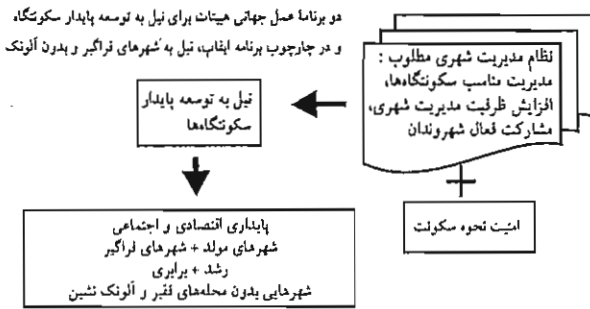 دو برنامهٔ عمل جهانی هبیتات برای نیل به توسعه پایدار سکونتگاه
و در چارچوب برنامه ایفاب، نیل به شهرهای فراگیر و بدون آلونک
نظام مدیریت شهری مطلوب :
مدیریت مناسب سکونتگاه‌ها،
افزایش ظرفیت مدیریت شهری،
مشارکت فعال شهروندان
نیل به توسعه پایدار
سکونتگاه‌ها
امنیت نحوه سکونت
پایداری اقتصادی و اجتماعی
شهرهای مولد + شهرهای فراگیر
رشد + برابری
شهرهایی بدون محله‌های فقیر و آلونک نشین